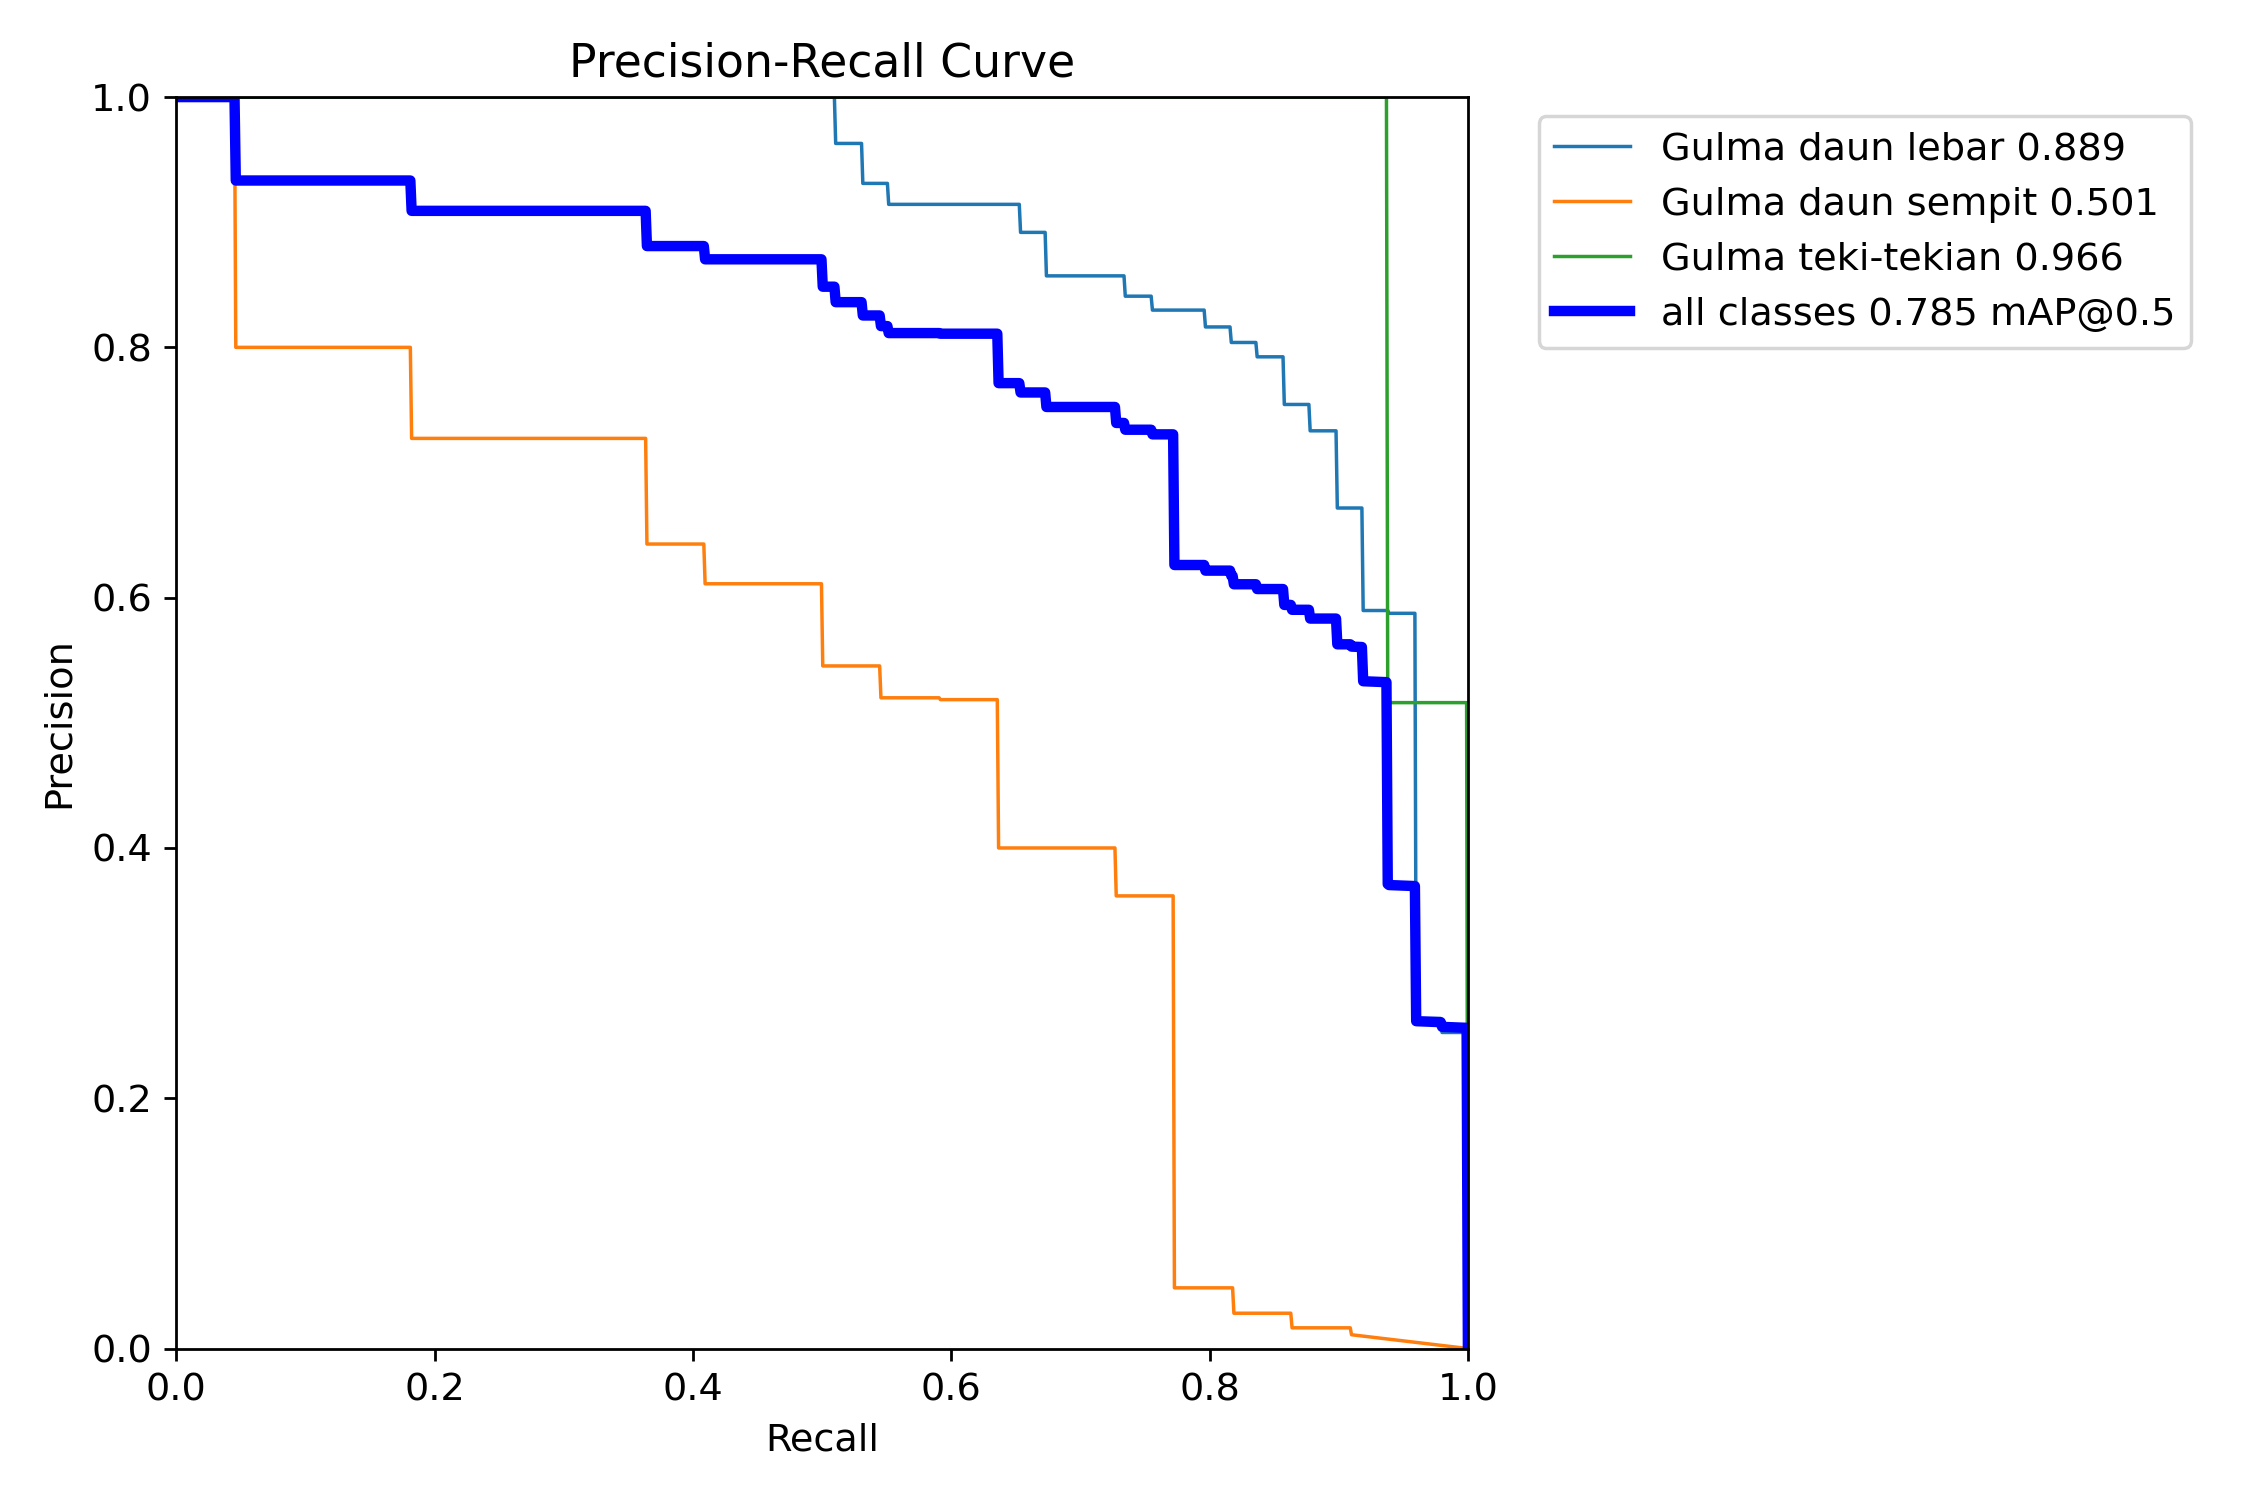 Precision-Recall Curve
1.0
0.8
0.6
0.4
0.2
0.0
Precision
0.0 0.2 0.4 0.6 0.8 1.0
Recall
Gulma daun lebar 0.889
Gulma daun sempit 0.501
Gulma teki-tekian 0.966
all classes 0.785 mAP@0.5